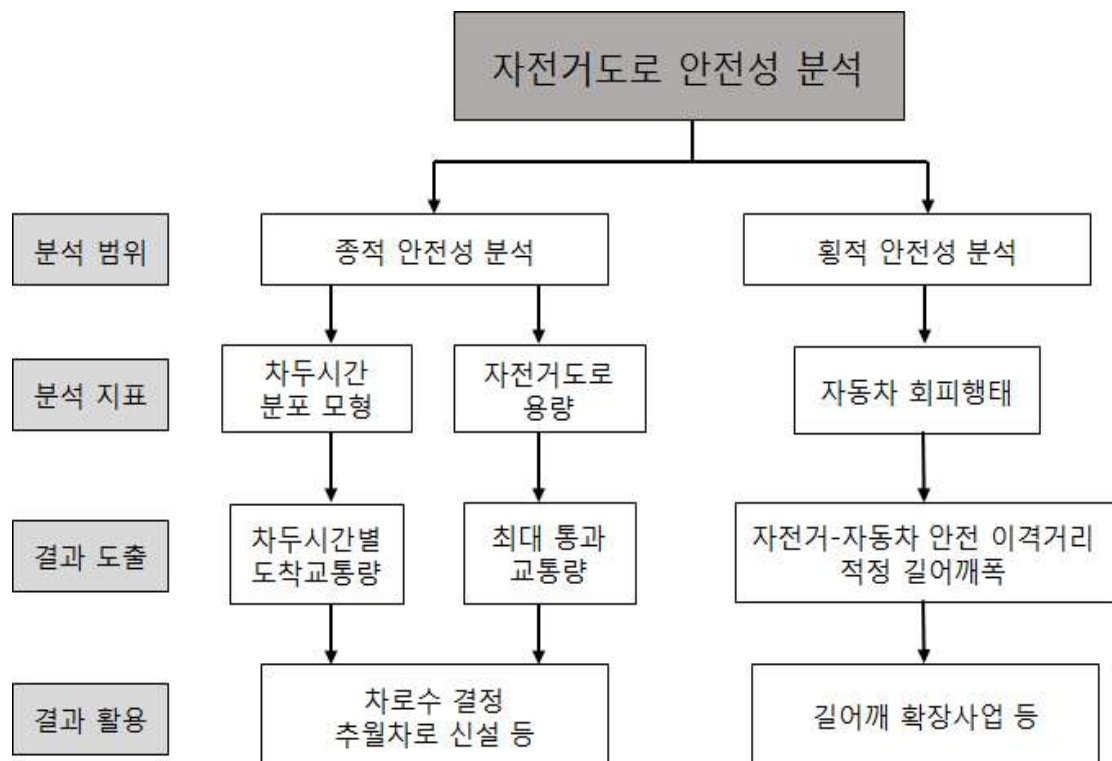 자전거도로 안전성 분석
분석 범위
종적 안전성 분석
횡적 안전성 분석
분석 지표
차두시간
분포 모형
자전거도로
용량
자동차 회피행태
결과 도출
차두시간별
도착교통량
최대 통과
교통량
자전거-자동차 안전 이격거리
적정 길어깨폭
결과 활용
차로수 결정
추월차로 신설 등
길어깨 확장사업 등